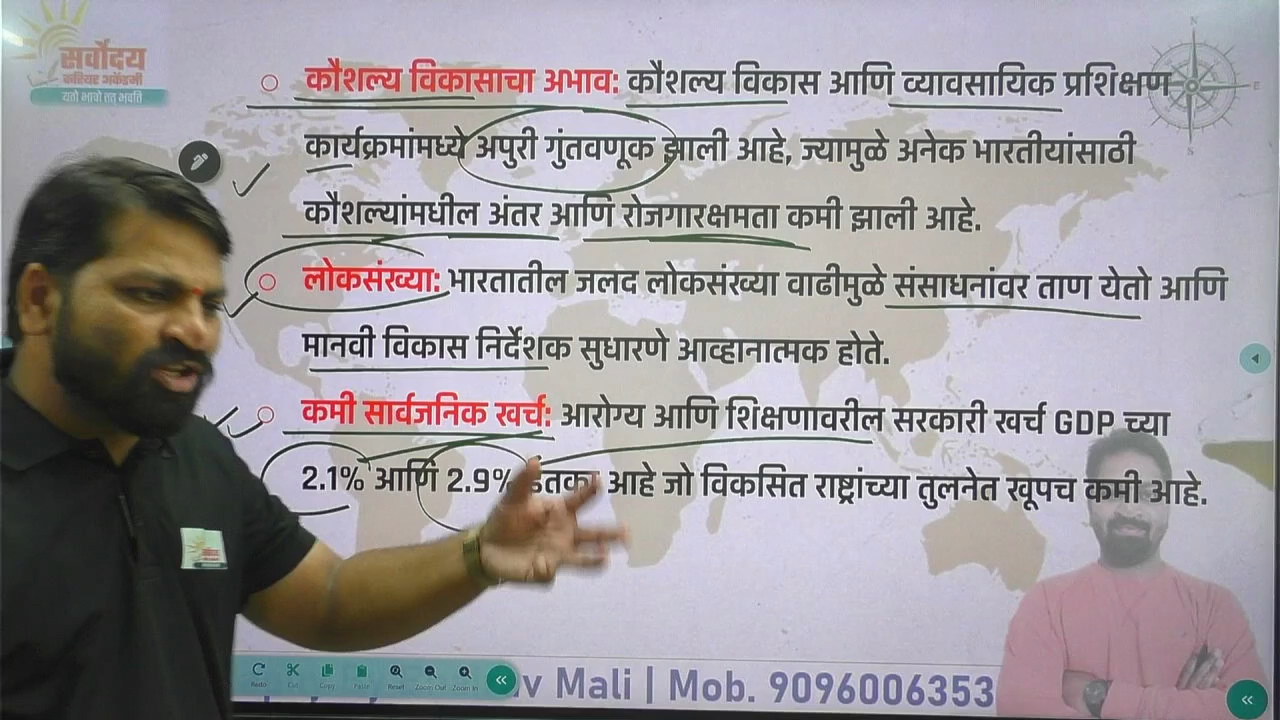 सर्वोदय
करिअर अकॅडमी
यतो भावो तत् भवति
कौशल्य विकासाचा अभाव: कौशल्य विकास आणि व्यावसायिक प्रशिक्षण
कार्यक्रमांमध्ये अपुरी गुंतवणूक झाली आहे, ज्यामुळे अनेक भारतीयांसाठी
कौशल्यांमधील अंतर आणि रोजगारक्षमता कमी झाली आहे.
लोकसंख्या: भारतातील जलद लोकसंख्या वाढीमुळे संसाधनांवर ताण येतो आणि
मानवी विकास निर्देशक सुधारणे आव्हानात्मक होते.
कमी सार्वजनिक खर्च: आरोग्य आणि शिक्षणावरील सरकारी खर्च GDP च्या
2.1% आणि 2.9% इतका आहे जो विकसित राष्ट्रांच्या तुलनेत खूपच कमी आहे.
N
E
S
Redo Cut Copy Paste Reset Zoom Out Zoom In
Mali | Mob. 9096006353